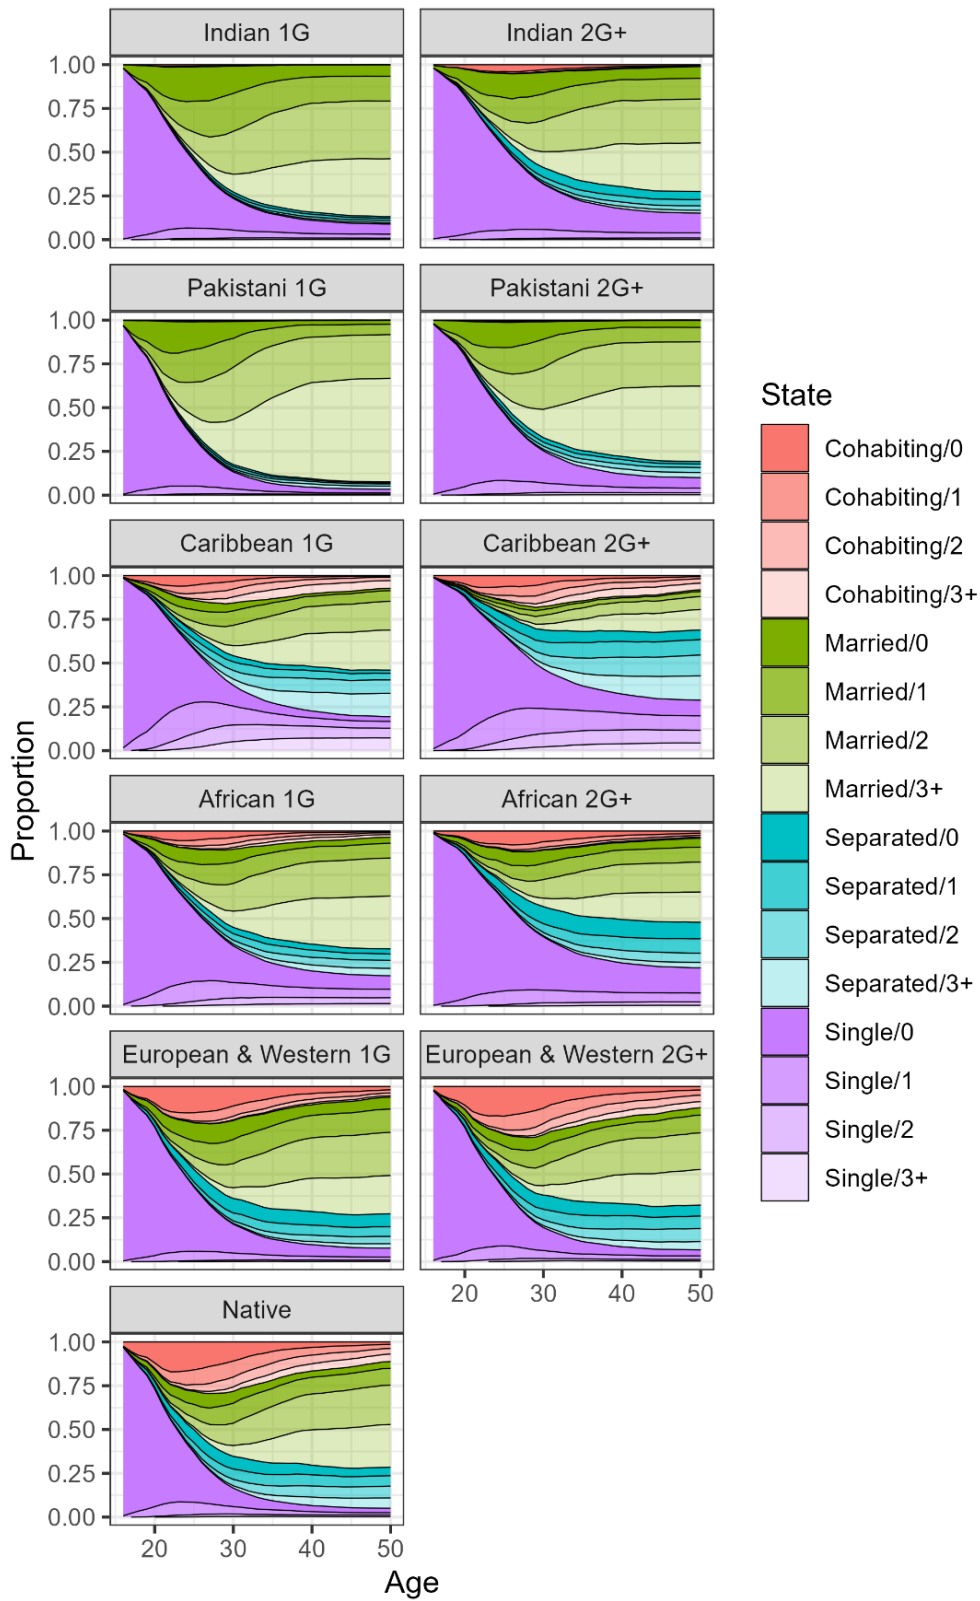 Indian 1G
Indian 2G+
1.00
0.75
0.50
0.25
0.00
Pakistani 1G
Pakistani 2G+
1.00
0.75
0.50
0.25
0.00
Caribbean 1G
Caribbean 2G+
1.00
0.75
0.50
0.25
0.00
African 1G
African 2G+
1.00
0.75
0.50
0.25
0.00
European & Western 1G
European & Western 2G+
1.00
0.75
0.50
0.25
0.00
20 30 40 50
Native
1.00
0.75
0.50
0.25
0.00
20 30 40 50
Age
Proportion
State
Cohabiting/0
Cohabiting/1
Cohabiting/2
Cohabiting/3+
Married/0
Married/1
Married/2
Married/3+
Separated/0
Separated/1
Separated/2
Separated/3+
Single/0
Single/1
Single/2
Single/3+